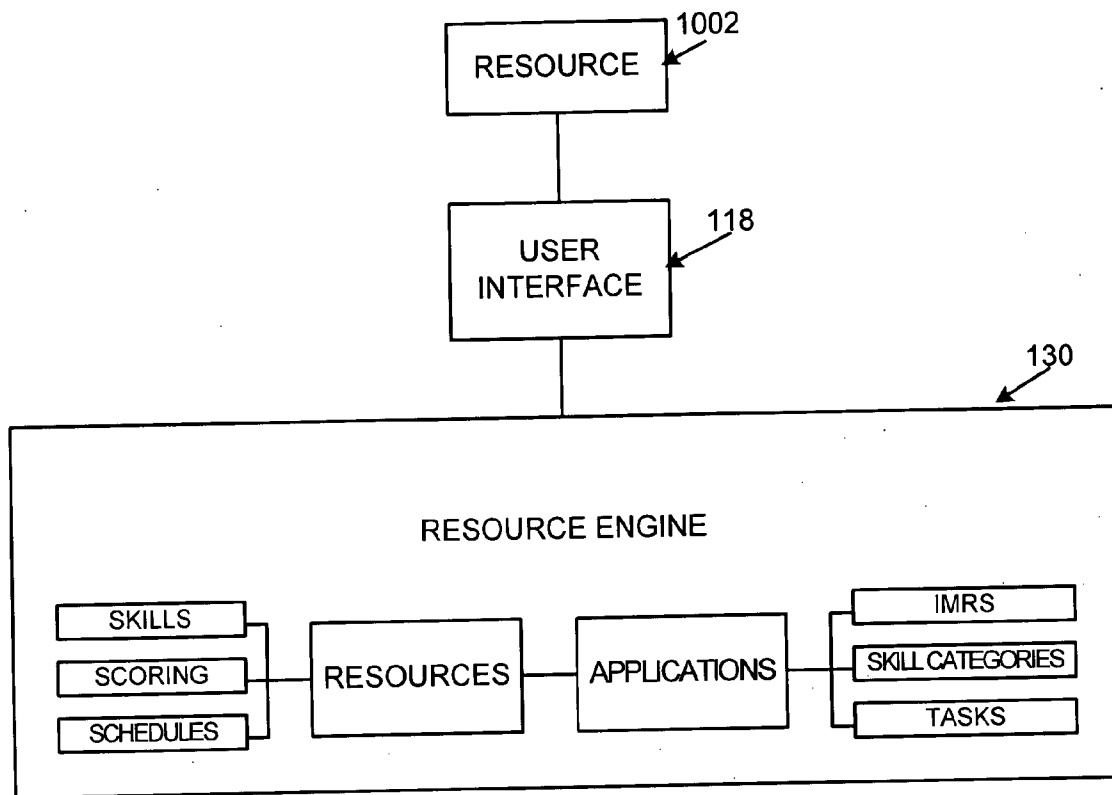 1002
RESOURCE
118
USER
INTERFACE
130
RESOURCE ENGINE
SKILLS
SCORING
SCHEDULES
RESOURCES
APPLICATIONS
IMRS
SKILL CATEGORIES
TASKS